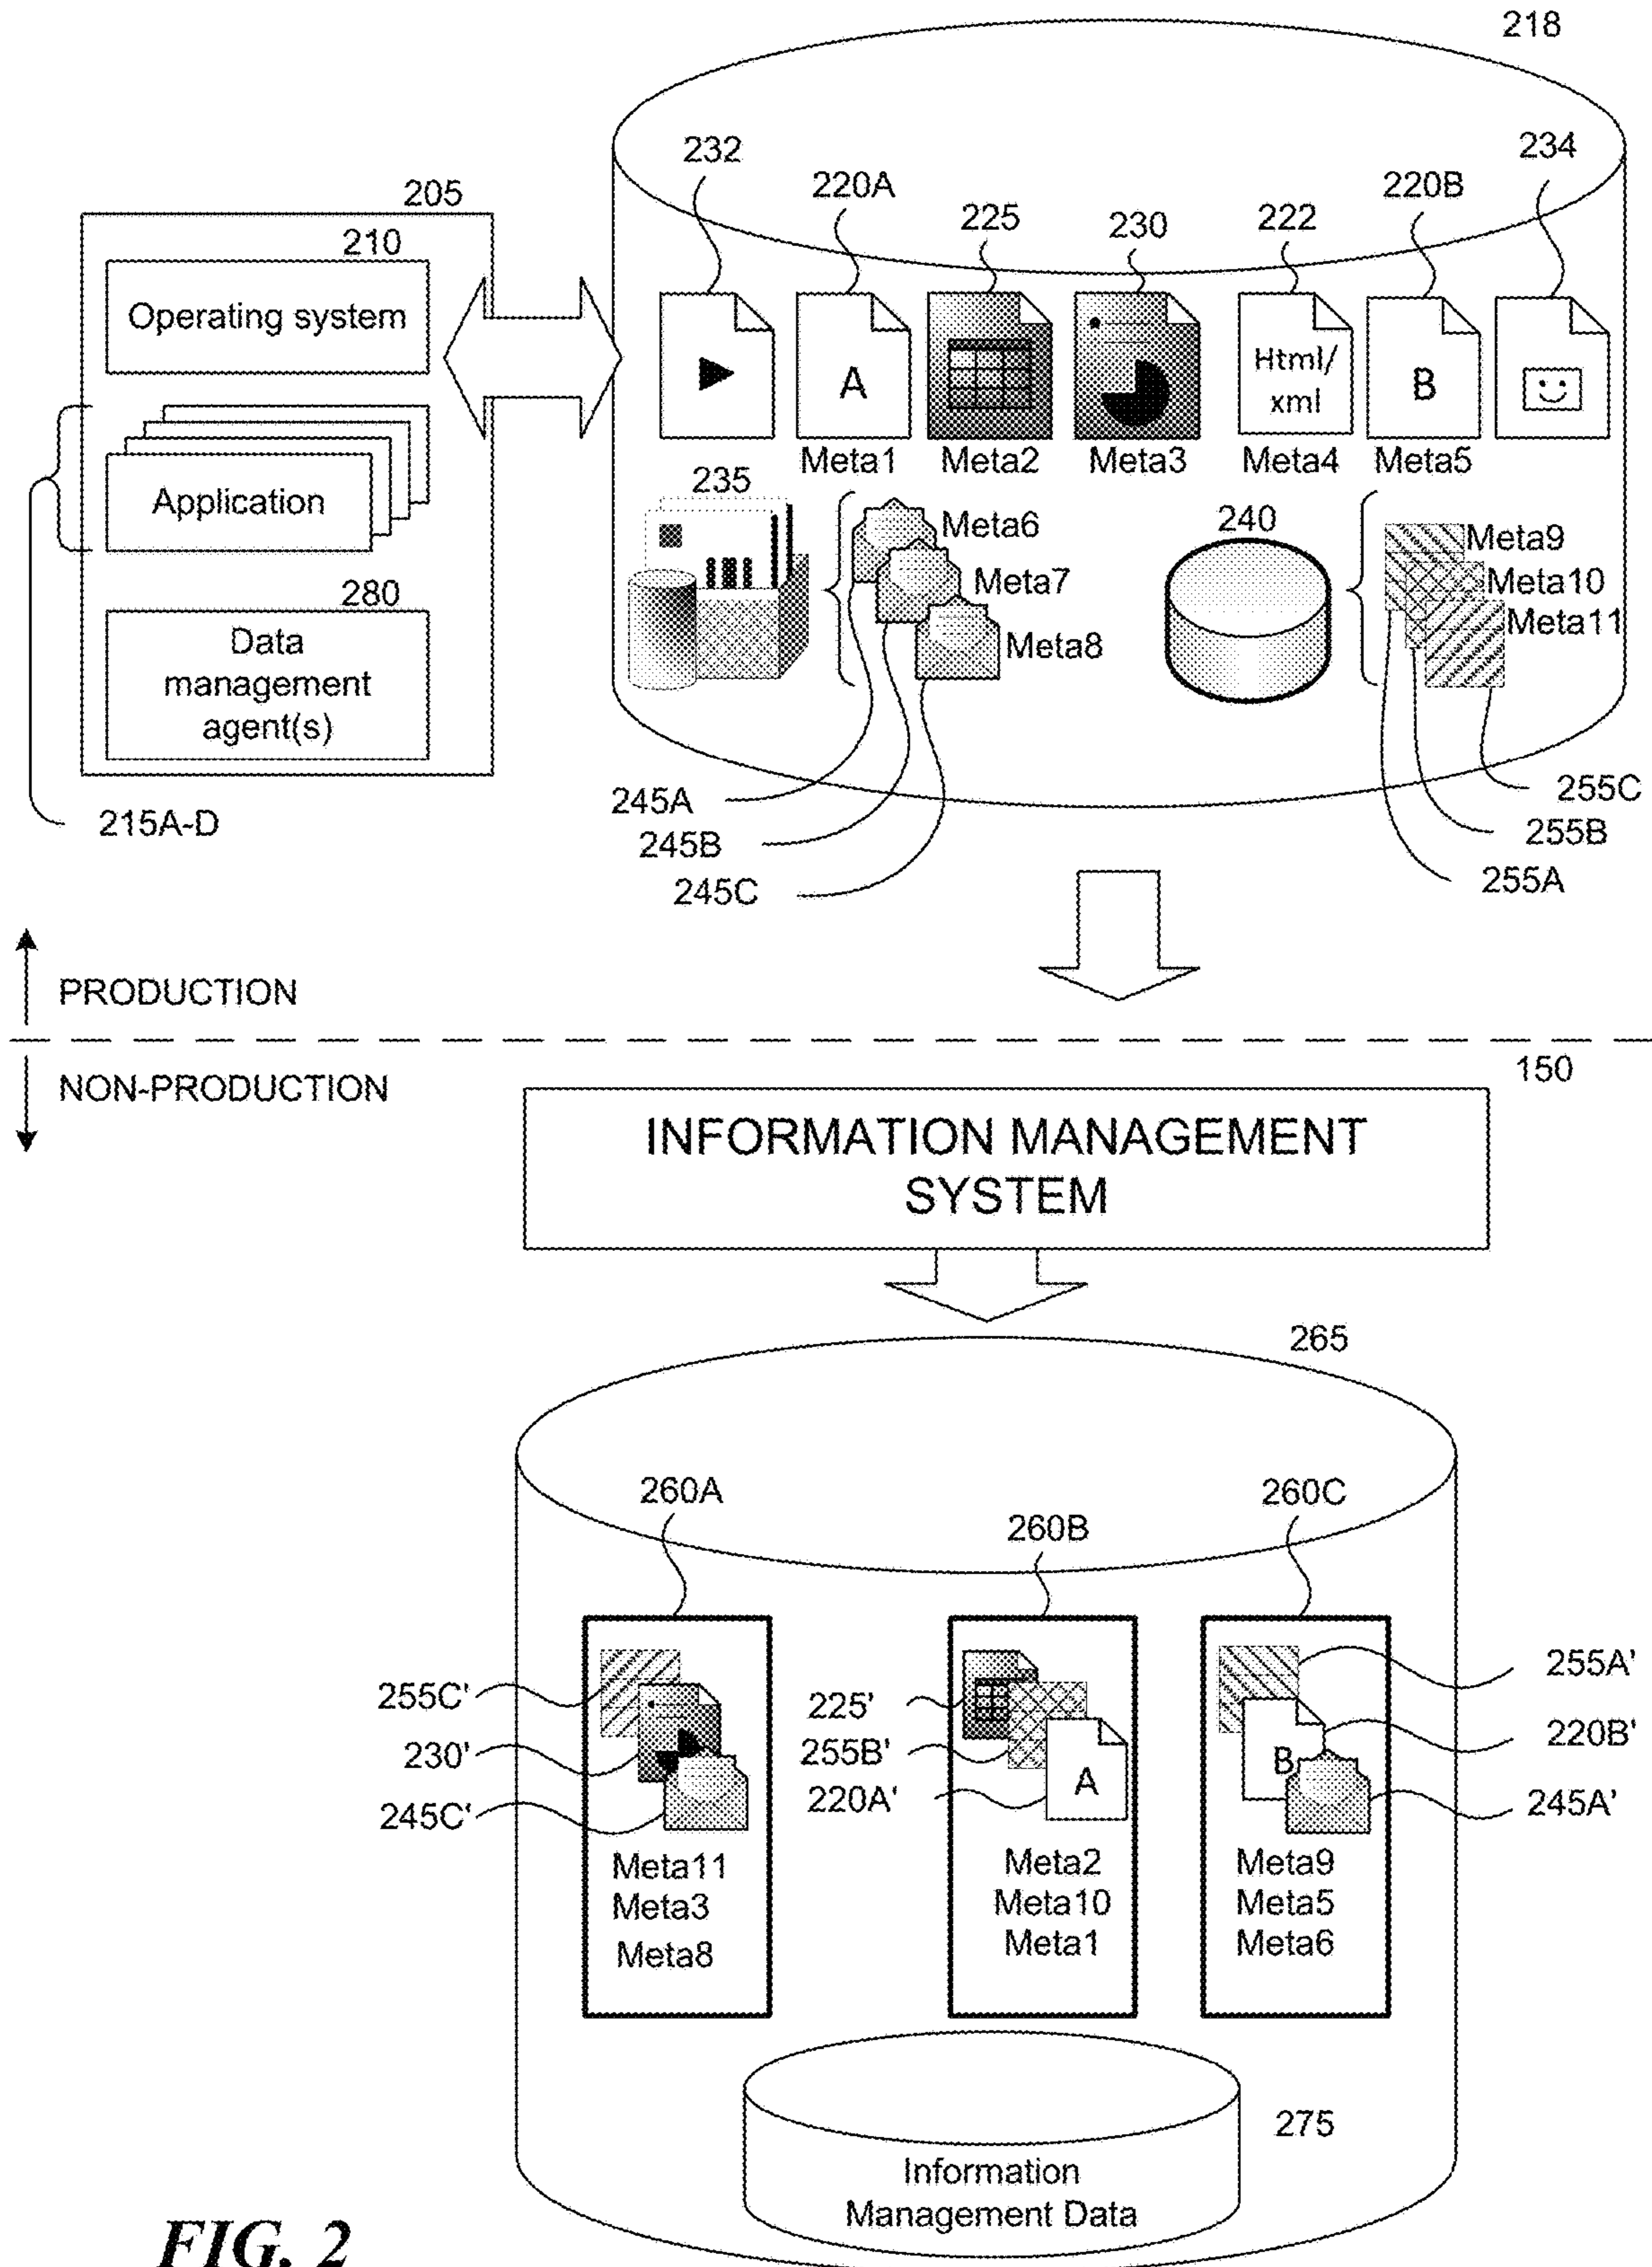 218
232
234
220A
220B
205
225
230
222
210
Operating system
Html/
xml
A
B
Meta1
Meta2
Meta3
Meta4
Meta5
235
Application
Meta6
240
Meta9
Meta7
Meta10
280
Meta11
Data
management
agent(s)
Meta8
245A
255C
215A-D
245B
255B
245C
255A
PRODUCTION
150
NON-PRODUCTION
INFORMATION MANAGEMENT
SYSTEM
265
260A
260C
260B
255C'
225'
255A'
230'
255B'
220B'
B
245C'
220A'
A
245A'
Meta11
Meta3
Meta8
Meta2
Meta10
Meta1
Meta9
Meta5
Meta6
275
Information
Management Data
FIG. 2